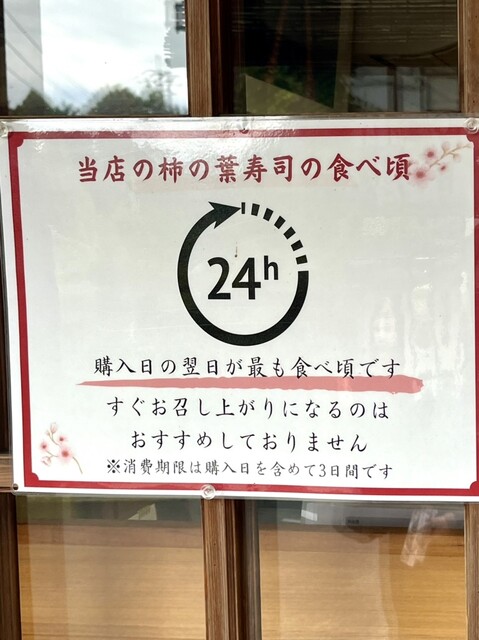 当店の柿の葉寿司の食べ頃
24h
購入日の翌日が最も食べ頃です
すぐお召し上がりになるのは
おすすめしておりません
※消費期限は購入日を含めて3日間です